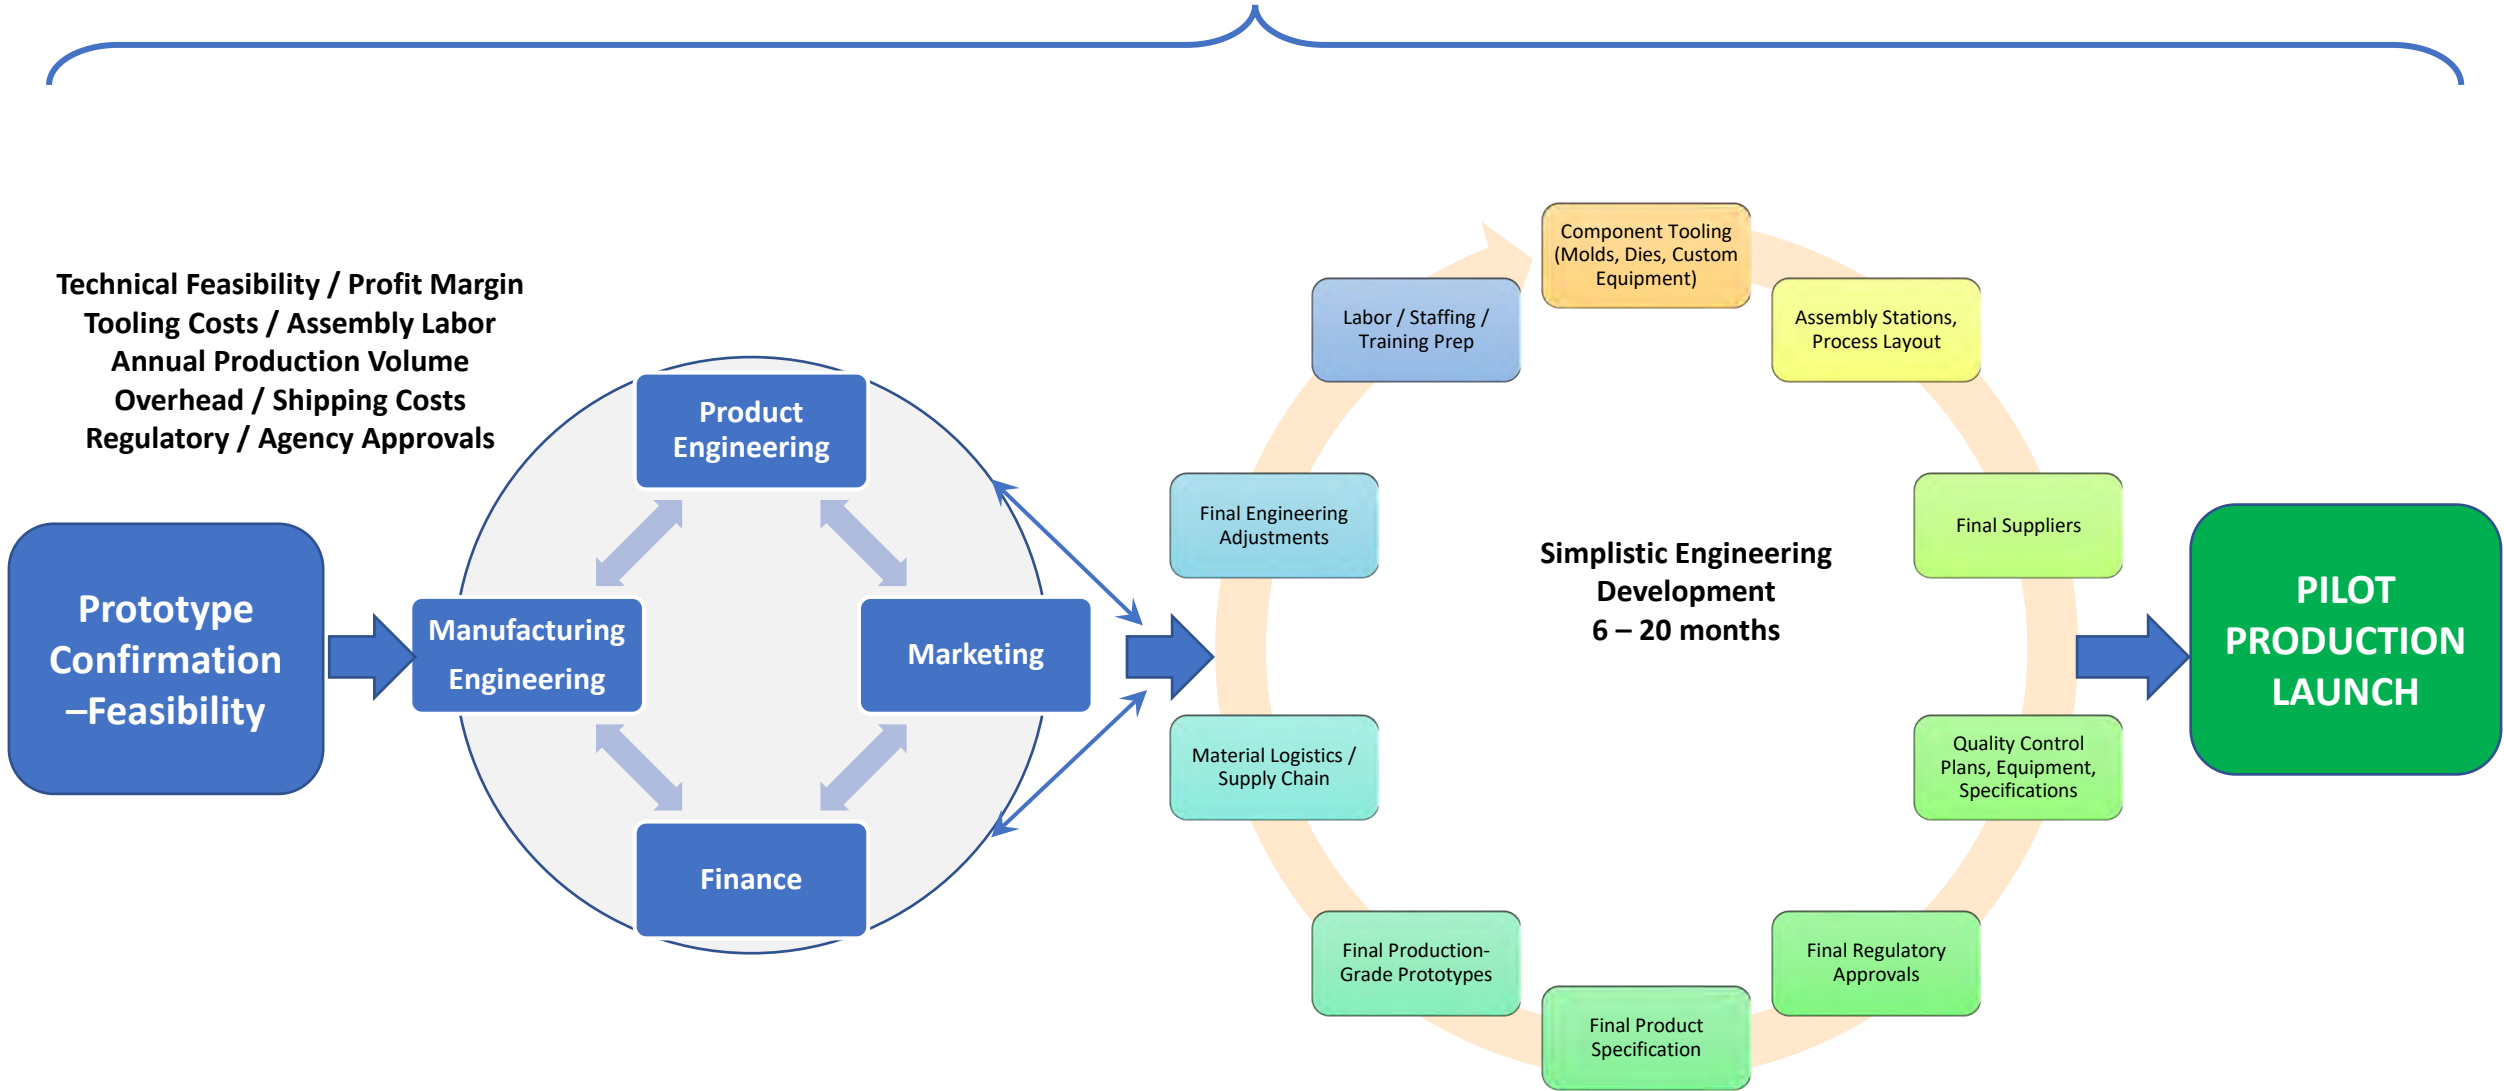 Technical Feasibility / Profit Margin
Tooling Costs / Assembly Labor
Annual Production Volume
Overhead / Shipping Costs
Regulatory / Agency Approvals
Prototype
Confirmation
–Feasibility
Product
Engineering
Manufacturing
Engineering
Marketing
Finance
Component Tooling
(Molds, Dies, Custom
Equipment)
Assembly Stations,
Process Layout
Final Suppliers
Quality Control
Plans, Equipment,
Specifications
Final Regulatory
Approvals
Final Product
Specification
Final Production-
Grade Prototypes
Material Logistics /
Supply Chain
Final Engineering
Adjustments
Labor / Staffing /
Training Prep
Simplistic Engineering
Development
6 – 20 months
PILOT
PRODUCTION
LAUNCH